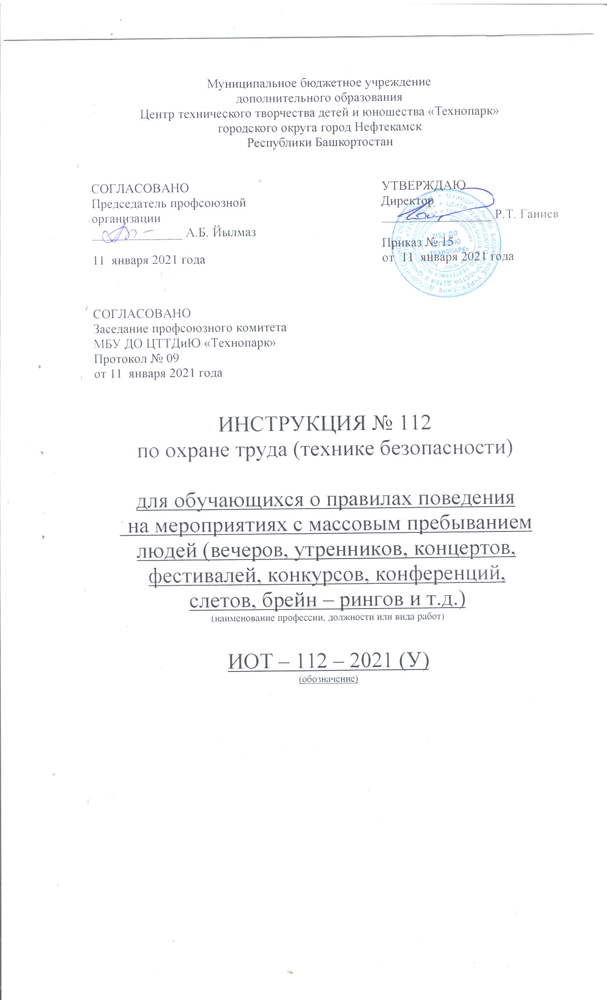 Муниципальное бюджетное учреждение
дополнительного образования
Центр технического творчества детей и юношества «Технопарк»
городского округа город Нефтекамск
Республики Башкортостан
СОГЛАСОВАНО
Председатель профсоюзной
организации
А.Б. Йылмаз
11 января 2021 года
УТВЕРЖДАЮ
Директор
Р.Т. Ганиев
Приказ № 15
от 11 января 2021 года
МБУ ДО
ЦТТДиЮ
«ТЕХНОПАРК»
СОГЛАСОВАНО
Заседание профсоюзного комитета
МБУ ДО ЦТТДиЮ «Технопарк»
Протокол № 09
от 11 января 2021 года
ИНСТРУКЦИЯ № 112
по охране труда (технике безопасности)
для обучающихся о правилах поведения
на мероприятиях с массовым пребыванием
людей (вечеров, утренников, концертов,
фестивалей, конкурсов, конференций,
слетов, брейн – рингов и т.д.)
(наименование профессии, должности или вида работ)
ИОТ – 112 – 2021 (У)
(обозначение)